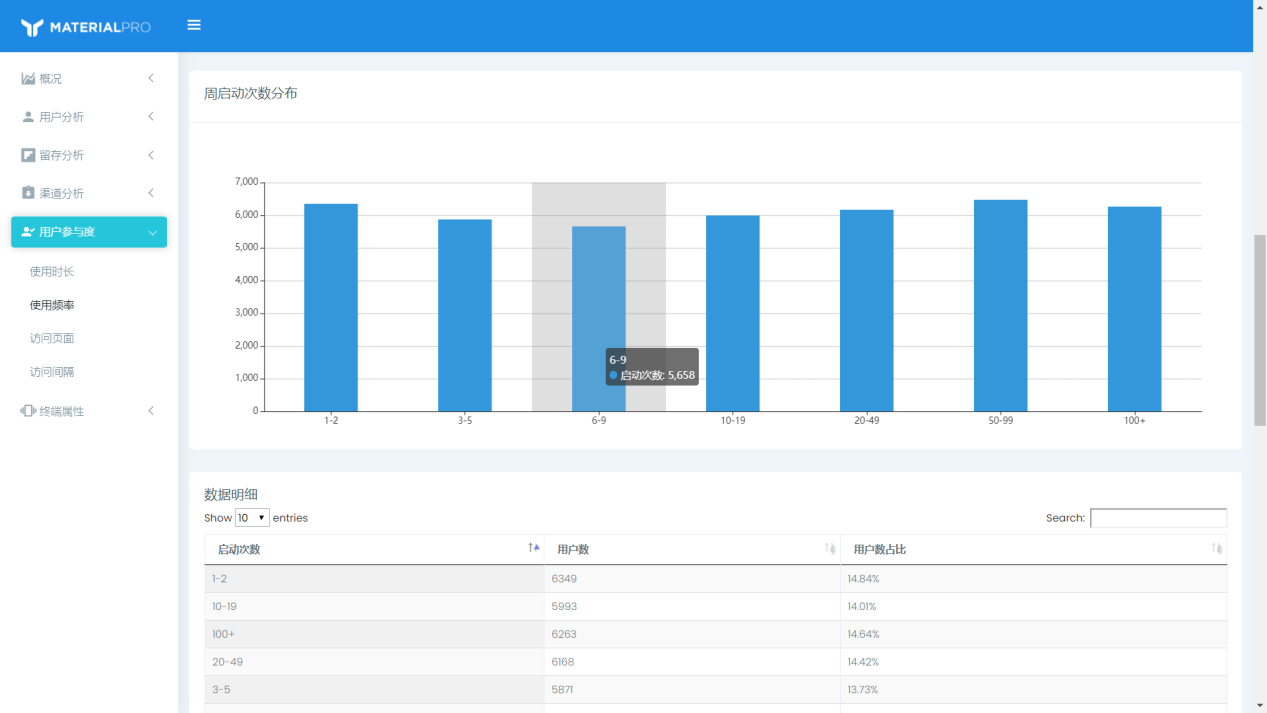 MATERIALPRO
概况
用户分析
留存分析
渠道分析
用户参与度
使用时长
使用频率
访问页面
访问间隔
终端属性
周启动次数分布
7,000
6,000
5,000
4,000
3,000
2,000
1,000
0
6-9
启动次数: 5,658
1-2 3-5 6-9 10-19 20-49 50-99 100+
数据明细
Show 10 entries Search:
启动次数 用户数 用户数占比
1-2 6349 14.84%
10-19 5993 14.01%
100+ 6263 14.64%
20-49 6168 14.42%
3-5 5871 13.73%